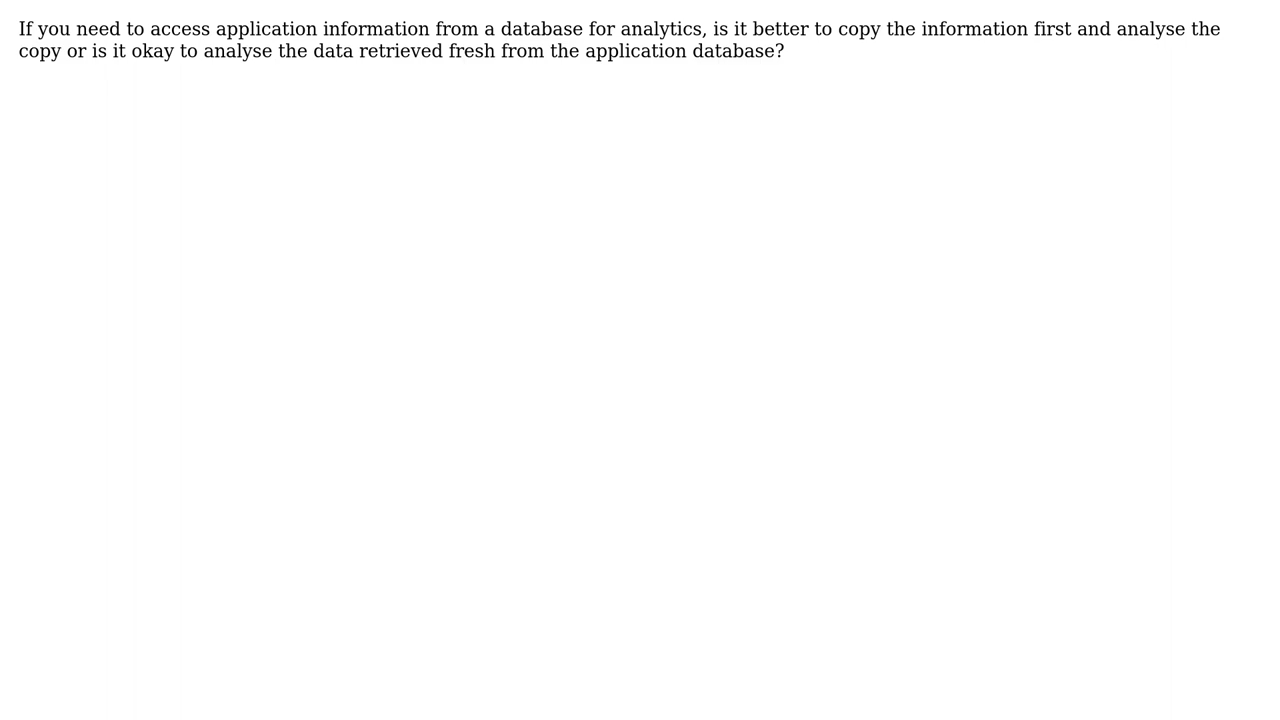 If you need to access application information from a database for analytics, is it better to copy the information first and analyse the
copy or is it okay to analyse the data retrieved fresh from the application database?